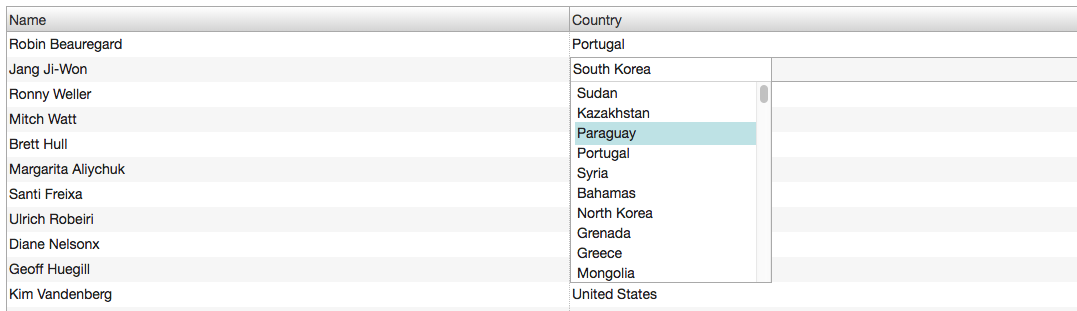 Name Country
Robin Beauregard Portugal
Jang Ji-Won South Korea
Ronny Weller Sudan
Mitch Watt Kazakhstan
Brett Hull Paraguay
Margarita Aliychuk Portugal
Santi Freixa Syria
Ulrich Robeiri Bahamas
Diane Nelsonx North Korea
Geoff Huegill Grenada
Greece
Mongolia
Kim Vandenberg United States